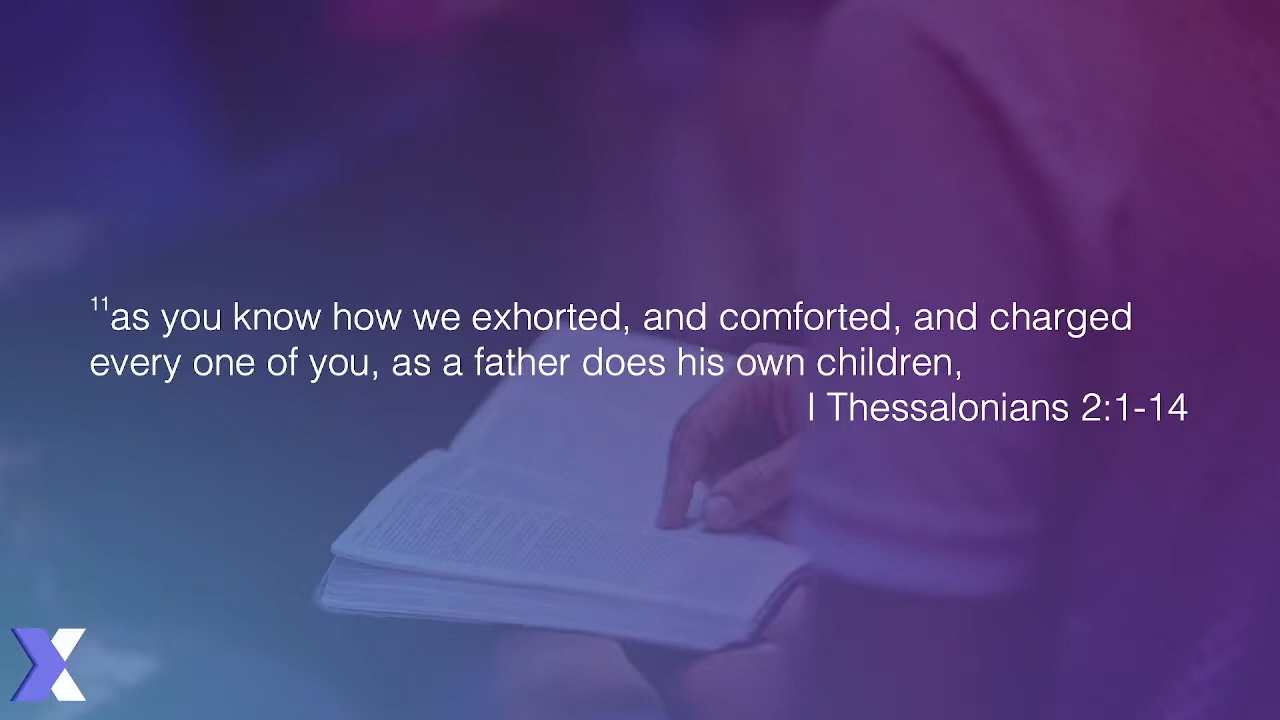 ¹¹as you know how we exhorted, and comforted, and charged
every one of you, as a father does his own children,
I Thessalonians 2:1-14